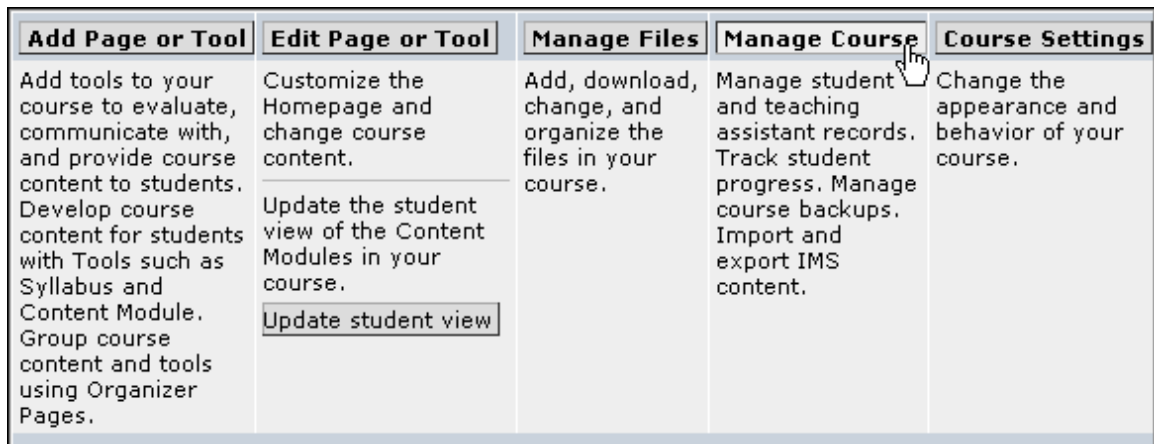 Add Page or Tool
Edit Page or Tool
Manage Files
Manage Course
Course Settings
Add tools to your
course to evaluate,
communicate with,
and provide course
content to students.
Develop course
content for students
with Tools such as
Syllabus and
Content Module.
Group course
content and tools
using Organizer
Pages.
Customize the
Homepage and
change course
content.
Update the student
view of the Content
Modules in your
course.
Update student view
Add, download,
change, and
organize the
files in your
course.
Manage student
and teaching
assistant records.
Track student
progress. Manage
course backups.
Import and
export IMS
content.
Change the
appearance and
behavior of your
course.